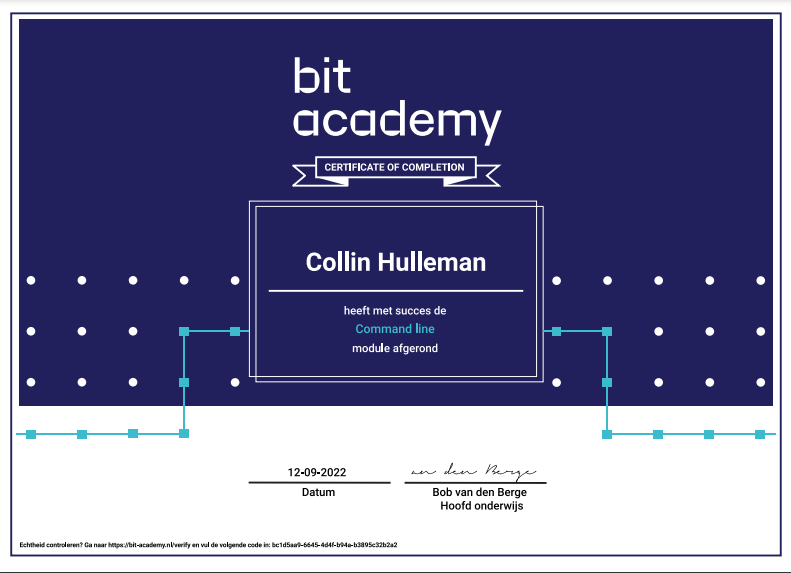 bit
academy
CERTIFICATE OF COMPLETION
Collin Hulleman
heeft met succes de
Command line
module afgerond
12-09-2022
Datum
an den Berge
Bob van den Berge
Hoofd onderwijs
Echtheid controleren? Ga naar https://bit-academy.nl/verify en vul de volgende code in: bc1d5aa9-6645-4d4f-b94a-b3895c32b2a2